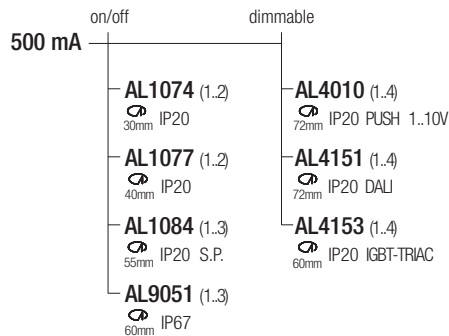 on/off dimmable
500 mA
AL1074 (1..2)
30mm IP20
AL1077 (1..2)
40mm IP20
AL1084 (1..3)
55mm IP20 S.P.
AL9051 (1..3)
60mm IP67
AL4010 (1..4)
72mm IP20 PUSH 1..10V
AL4151 (1..4)
72mm IP20 DALI
AL4153 (1..4)
60mm IP20 IGBT-TRIAC